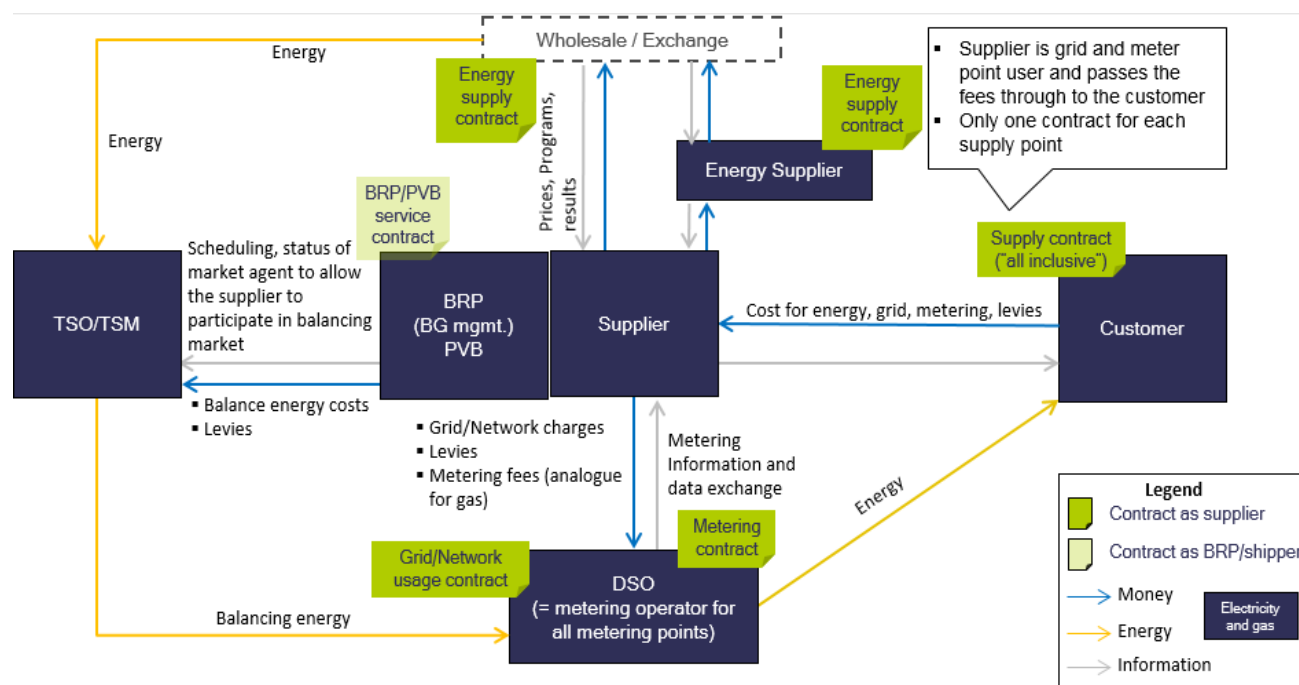 Wholesale / Exchange
Energy
Energy
supply
contract
Energy
supply
contract
▪ Supplier is grid and meter
point user and passes the
fees through to the customer
▪ Only one contract for each
supply point
Energy
Prices, Programs,
results
Energy Supplier
BRP/PVB
service
contract
Supply contract
("all inclusive“)
Scheduling, status of
market agent to allow
the supplier to
participate in balancing
market
TSO/TSM
BRP
(BG mgmt.)
PVB
Supplier
Cost for energy, grid, metering, levies
Customer
▪ Balance energy costs
▪ Levies
▪ Grid/Network charges
▪ Levies
▪ Metering fees (analogue
for gas)
Metering
Information and
data exchange
Energy
Grid/Network
usage contract
Metering
contract
DSO
(= metering operator for
all metering points)
Balancing energy
Legend
Contract as supplier
Contract as BRP/shipper
Money
Energy
Information
Electricity
and gas